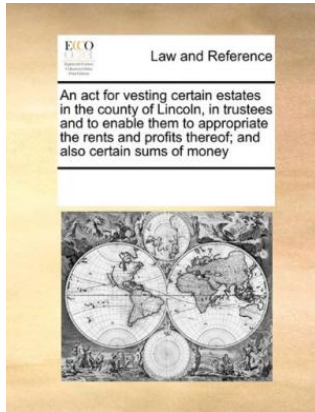 ECCO
Law and Reference
An act for vesting certain estates
in the county of Lincoln, in trustees
and to enable them to appropriate
the rents and profits thereof; and
also certain sums of money